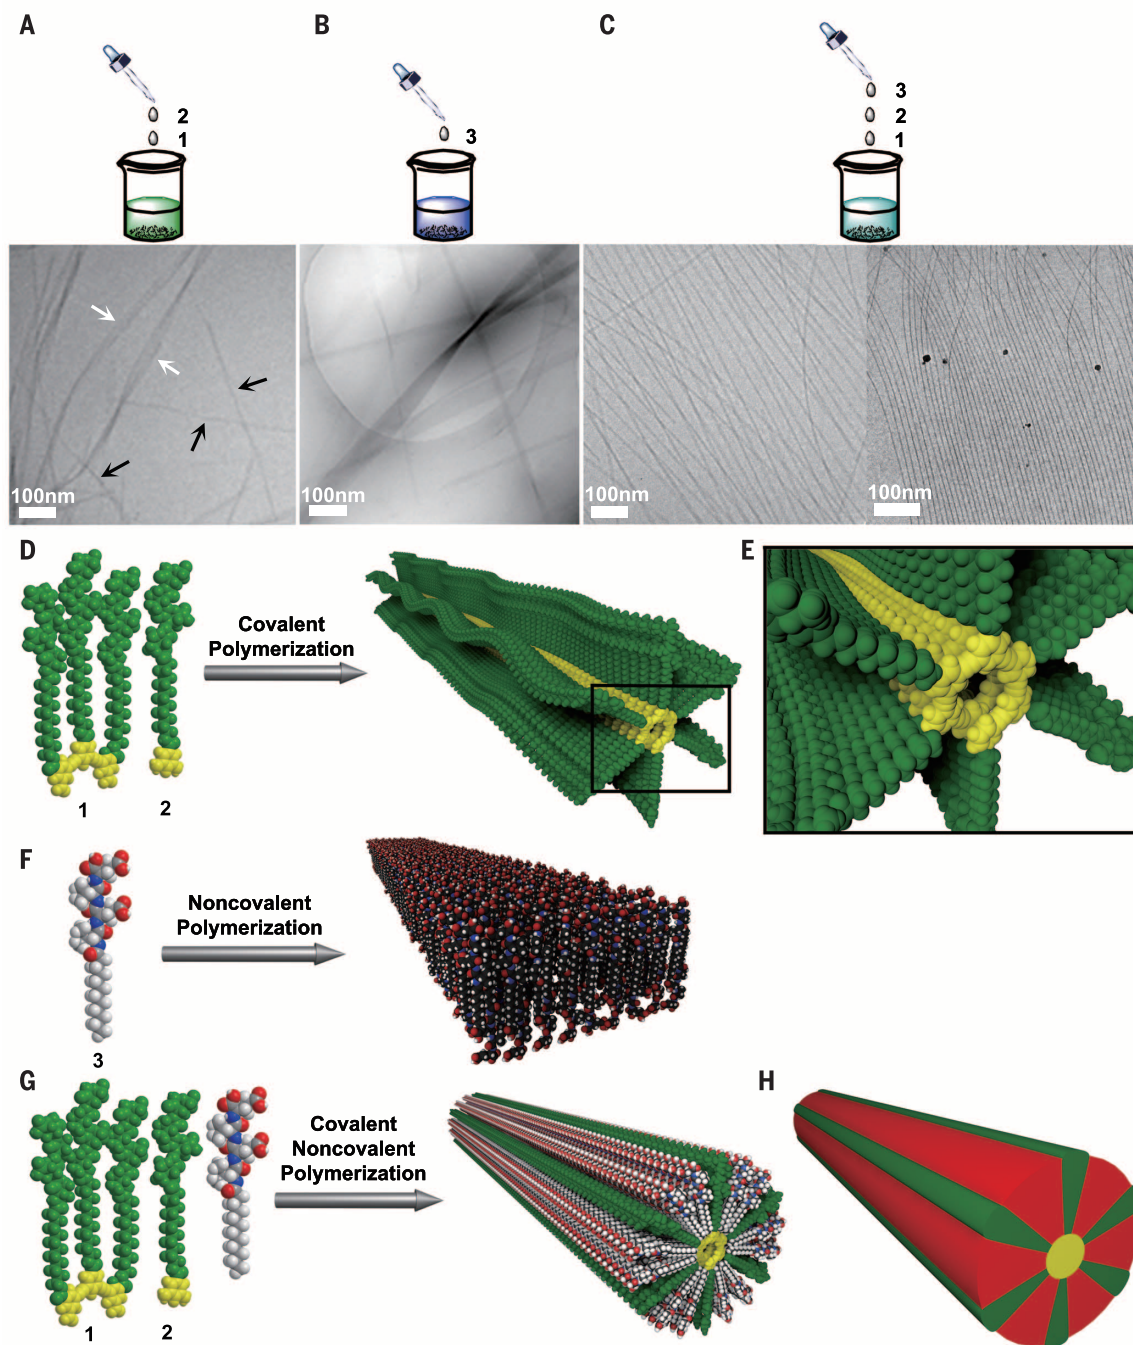 A
B
C
2
1
3
3
2
1
100nm
100nm
100nm
100nm
D
E
Covalent
Polymerization
1
2
F
Noncovalent
Polymerization
3
G
H
Covalent
Noncovalent
Polymerization
1
2